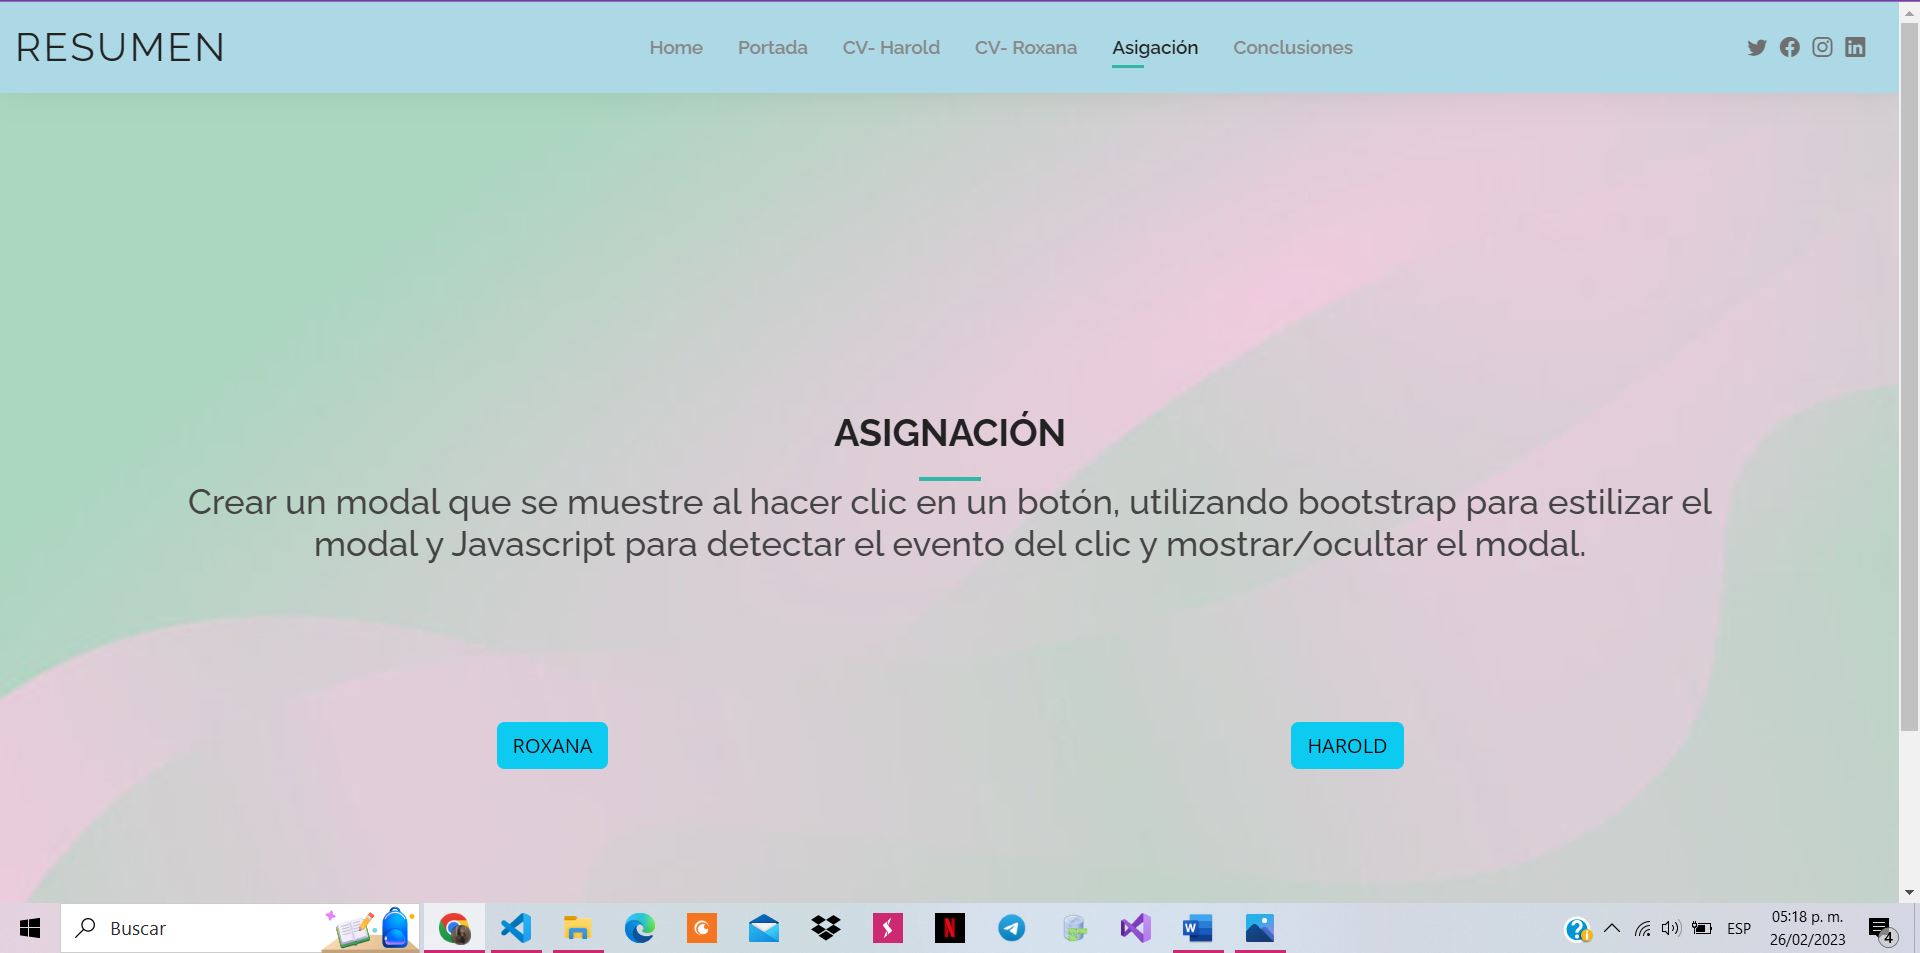 RESUMEN
Home Portada CV- Harold CV- Roxana Asigación Conclusiones
ASIGNACIÓN
Crear un modal que se muestre al hacer clic en un botón, utilizando bootstrap para estilizar el
modal y Javascript para detectar el evento del clic y mostrar/ocultar el modal.
ROXANA HAROLD
Buscar
ESP
05:18 p. m.
26/02/2023
4